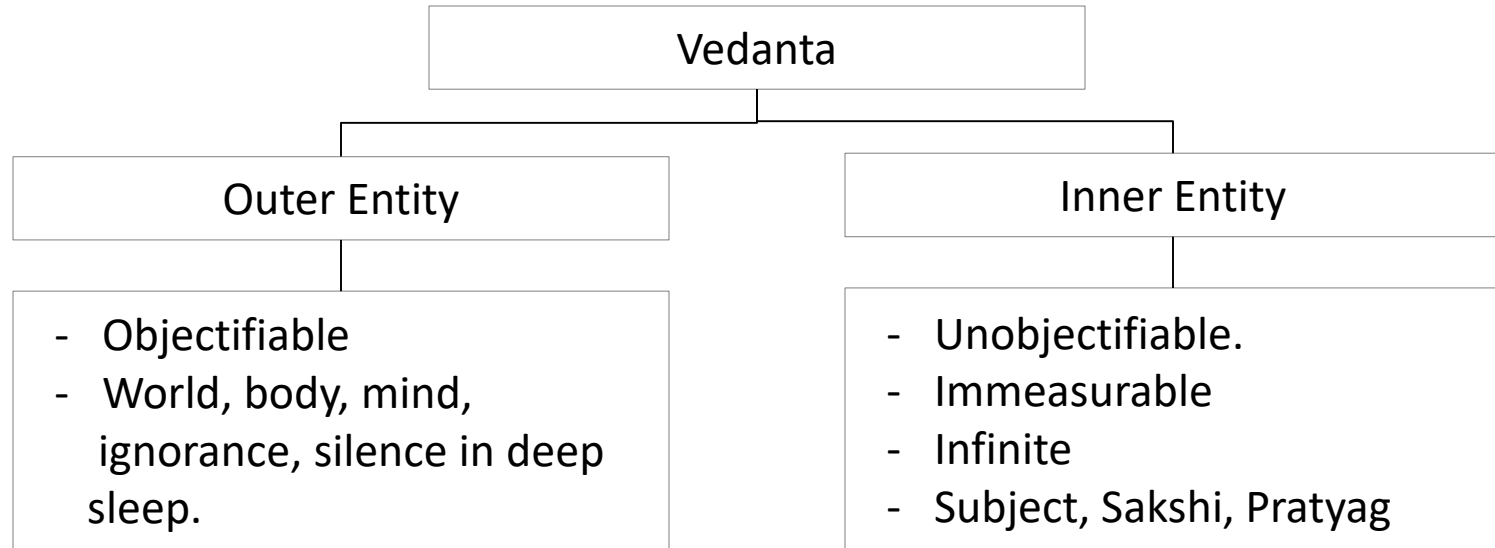 Vedanta
Outer Entity
Inner Entity
- Objectifiable
- World, body, mind,
ignorance, silence in deep
sleep.
- Unobjectifiable.
- Immeasurable
- Infinite
- Subject, Sakshi, Pratyag